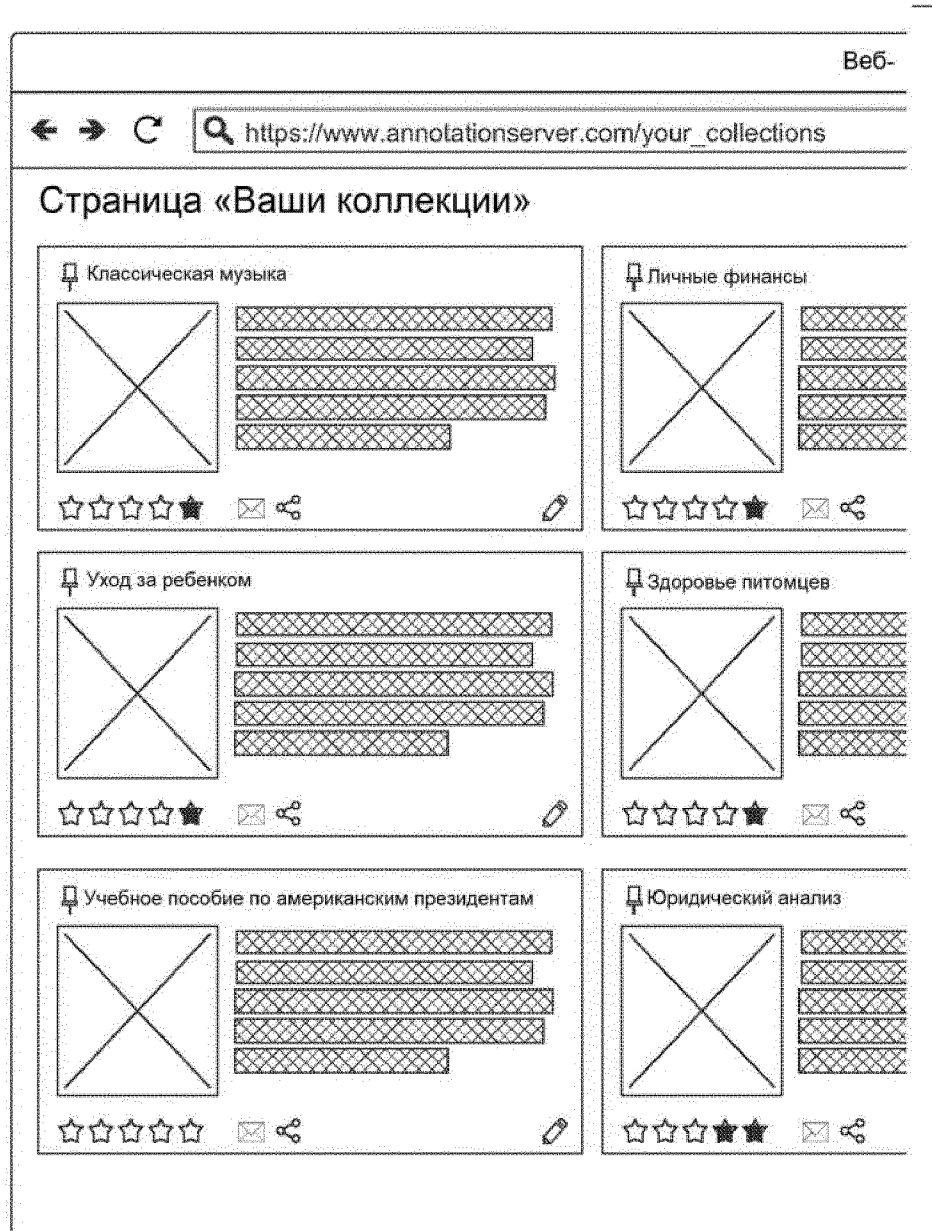 Веб-
https://www.annotationserver.com/your_collections
Страница «Ваши коллекции»
Классическая музыка
Личные финансы
Уход за ребенком
Здоровье питомцев
Учебное пособие по американским президентам
Юридический анализ